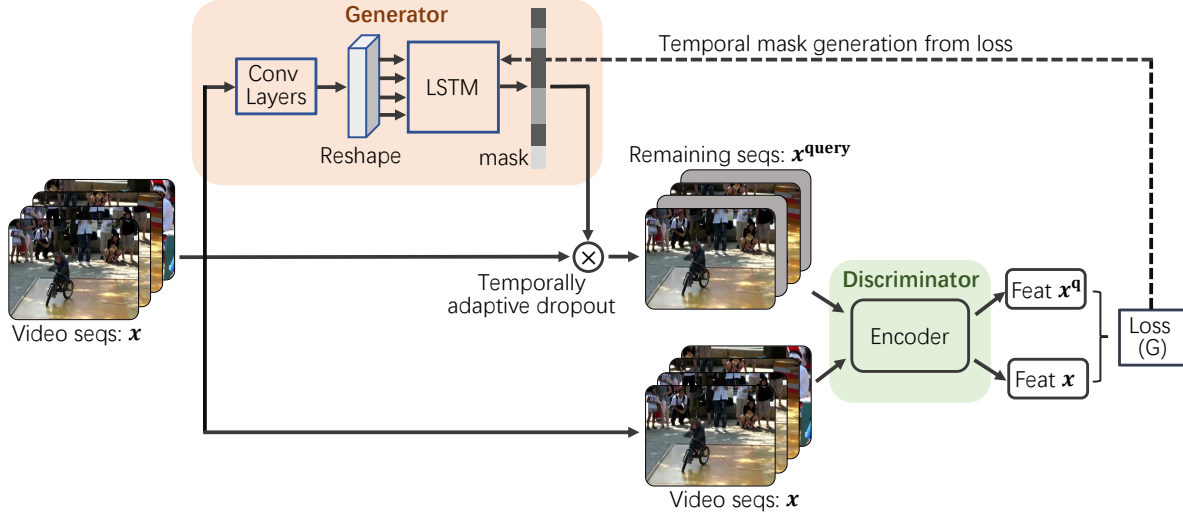 Generator
Temporal mask generation from loss
Conv
Layers
LSTM
Reshape
mask
Remaining seqs: x^query
Video seqs: x
Temporally
adaptive dropout
Discriminator
Encoder
Feat x^q
Feat x
Loss
(G)
Video seqs: x